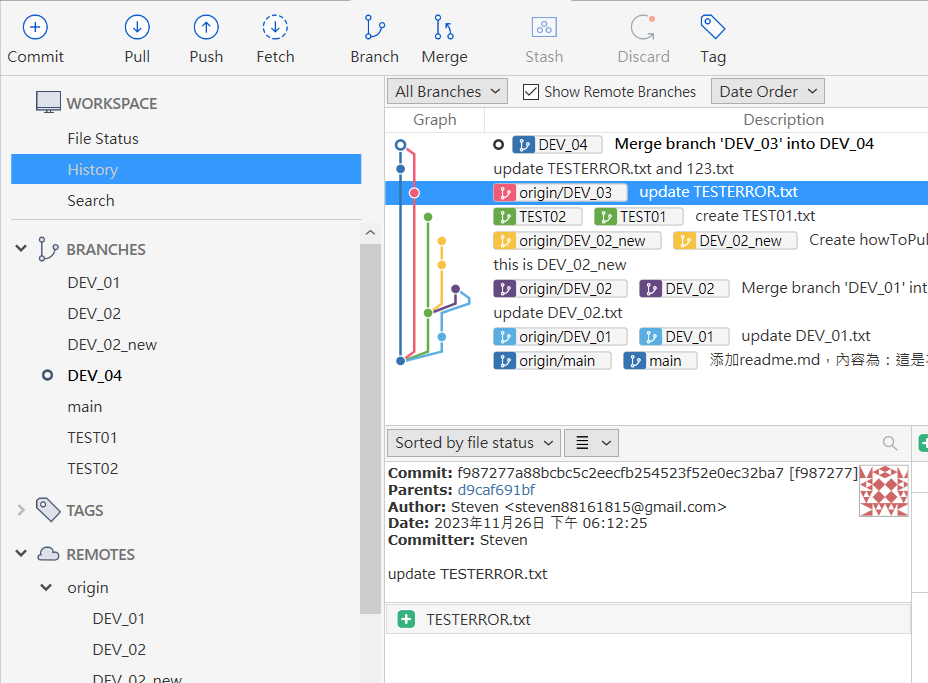 Commit Pull Push Fetch Branch Merge Stash Discard Tag
WORKSPACE
File Status
History
Search
BRANCHES
DEV_01
DEV_02
DEV_02_new
DEV_04
main
TEST01
TEST02
TAGS
REMOTES
origin
DEV_01
DEV_02
DEV_02_new
All Branches Show Remote Branches Date Order
Graph Description
DEV_04 Merge branch 'DEV_03' into DEV_04
update TESTERROR.txt and 123.txt
origin/DEV_03 update TESTERROR.txt
TEST02 TEST01 create TEST01.txt
origin/DEV_02_new DEV_02_new Create howToPul
this is DEV_02_new
origin/DEV_02 DEV_02 Merge branch 'DEV_01' int
update DEV_02.txt
origin/DEV_01 DEV_01 update DEV_01.txt
origin/main main 添加readme.md，內容為：這是
Sorted by file status
Commit: f987277a88bcbc5c2eecfb254523f52e0ec32ba7 [f987277]
Parents: d9caf691bf
Author: Steven <steven88161815@gmail.com>
Date: 2023年11月26日 下午 06:12:25
Committer: Steven
update TESTERROR.txt
TESTERROR.txt